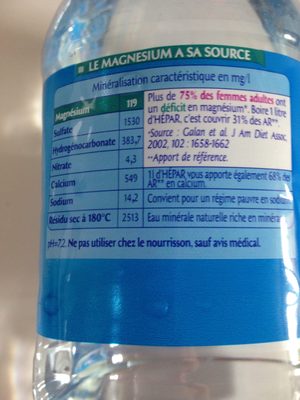 LE MAGNESIUM A SA SOURCE
Minéralisation caractéristique en mg/l
Magnésium 119
Sulfate 1530
Hydrogénocarbonate 383,7
Nitrate 4,3
Calcium 549
Sodium 14,2
Résidu sec à 180°C 2513
Plus de 75% des femmes adultes ont
un déficit en magnésium*. Boire 1 litre
d'HEPAR, c'est couvrir 31% des AR**
*Source : Galan et al. J Am Diet Assoc.
2002, 102 : 1658-1662
**Apport de référence.
1l d'HEPAR vous apporte également 68% des
AR** en calcium.
Convient pour un régime pauvre en
Eau minérale naturelle riche en
pH=7.2. Ne pas utiliser chez le nourrisson, sauf avis médical.